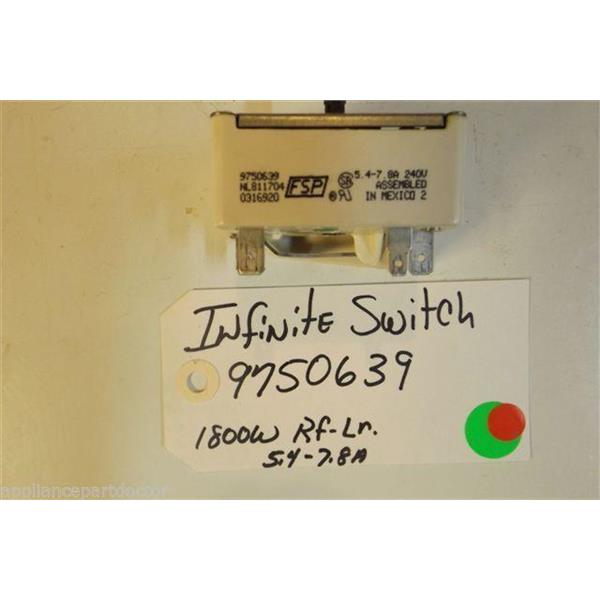 9750639
NL811704
0316920
FSP
5.4-7.8A 240V
ASSEMBLED
IN MEXICO 2
INfiNitE Switch
9750639
1800W Rf-Lr.
5.4-7.8A
appliancepartdoctor